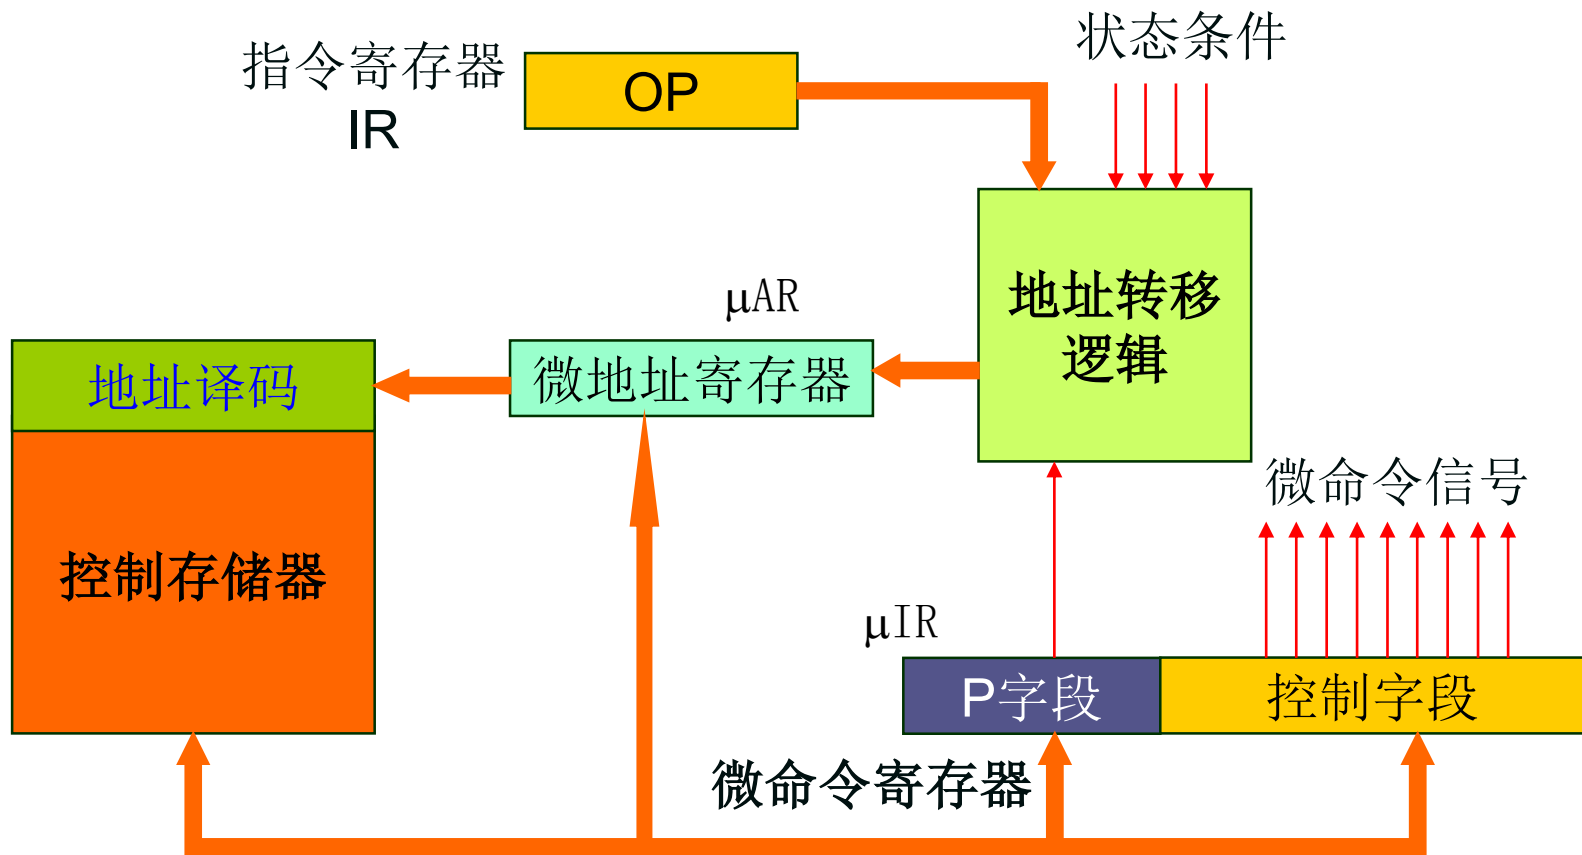 状态条件
指令寄存器
IR
OP
地址转移
逻辑
μAR
微地址寄存器
地址译码
控制存储器
微命令信号
μIR
P字段
控制字段
微命令寄存器